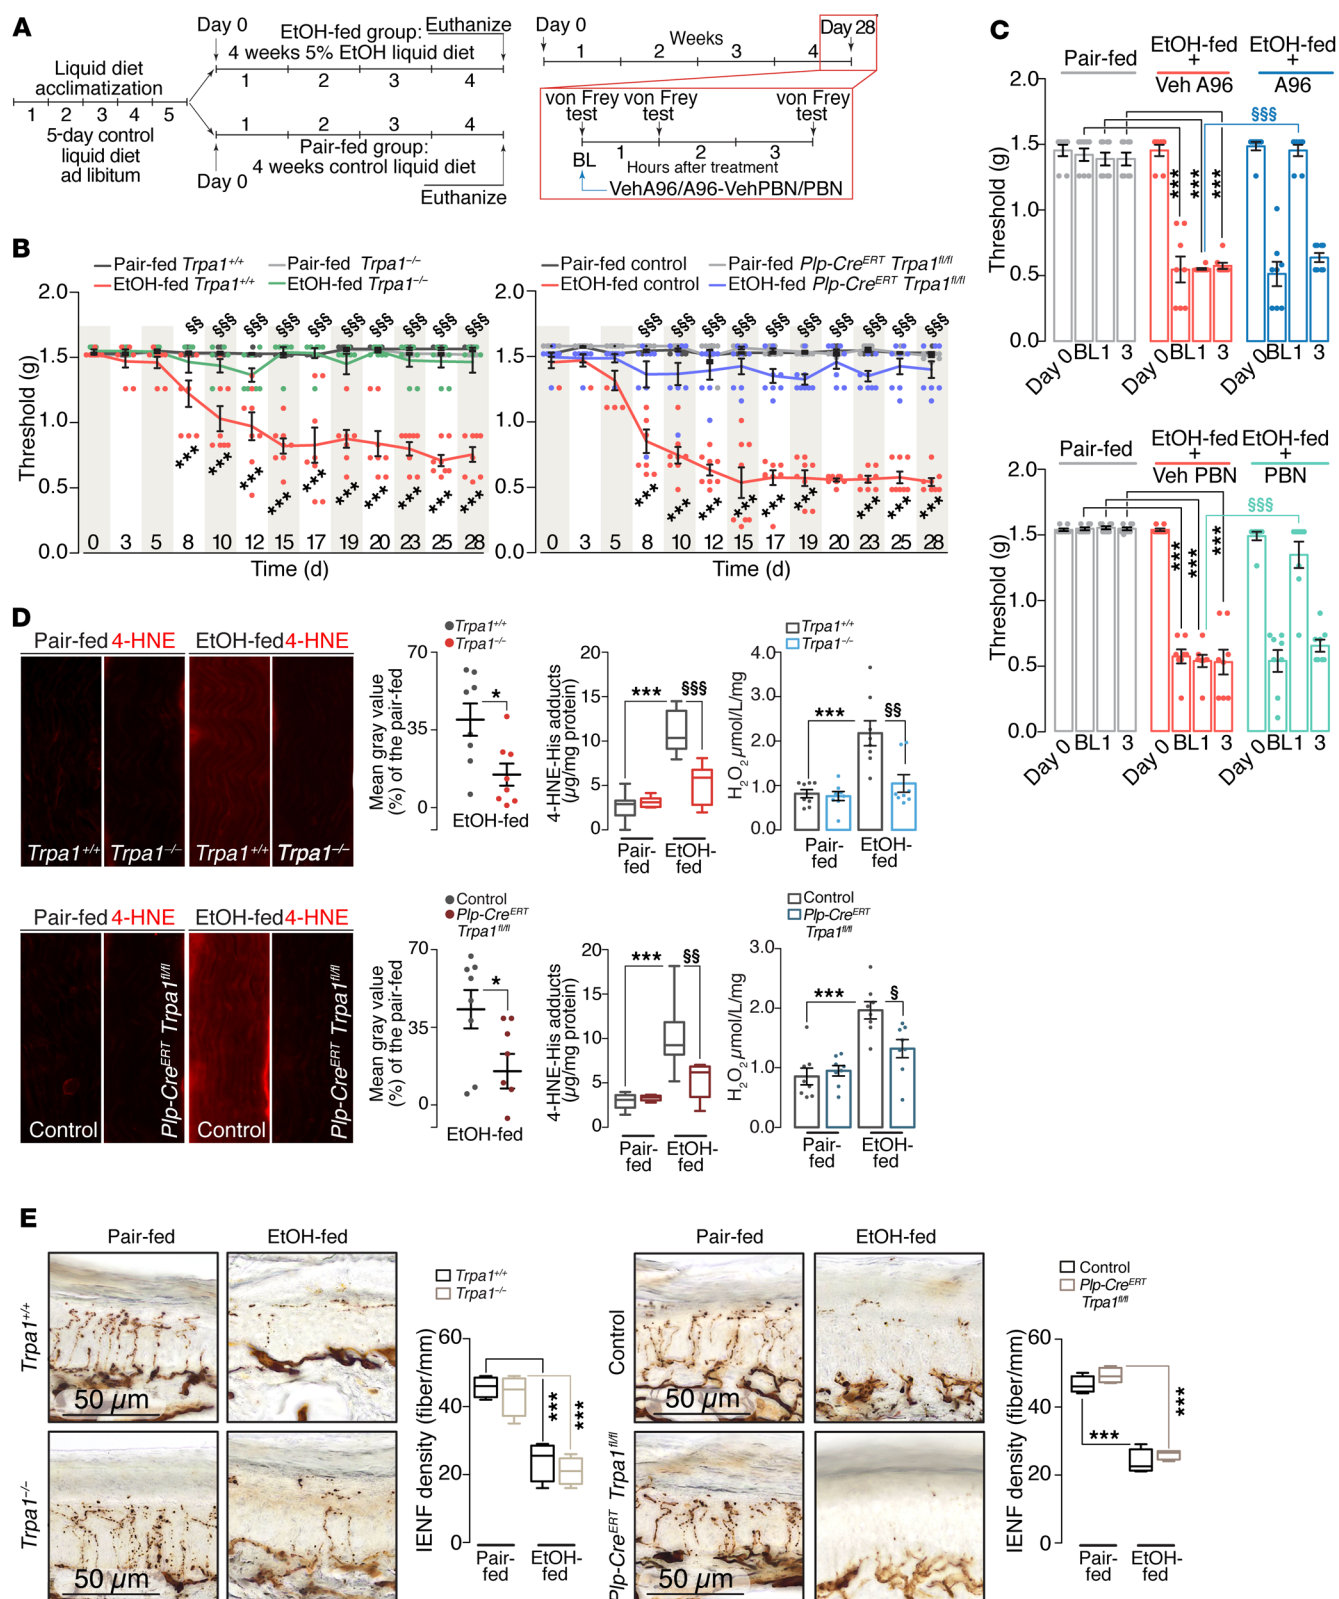 A
Day 0
EtOH-fed group:
Euthanize
4 weeks 5% EtOH liquid diet
1 2 3 4
Liquid diet
acclimatization
1 2 3 4 5
5-day control
liquid diet
ad libitum
1 2 3 4
Pair-fed group:
4 weeks control liquid diet
Day 0
Euthanize
Day 0
Weeks
Day 28
1 2 3 4
von Frey
test
von Frey
test
von Frey
test
1 2 3
BL
Hours after treatment
VehA96/A96-VehPBN/PBN
B
Pair-fed Trpa1+/+
Pair-fed Trpa1–/–
EtOH-fed Trpa1+/+
EtOH-fed Trpa1–/–
Threshold (g)
2.0
1.5
1.0
0.5
0.0
§§ §§§ §§§ §§§ §§§ §§§ §§§ §§§ §§§ §§§
*** *** *** *** *** *** *** *** *** ***
0 3 5 8 10 12 15 17 19 20 23 25 28
Time (d)
Pair-fed control
Pair-fed Plp-CreERT Trpa1fl/fl
EtOH-fed control
EtOH-fed Plp-CreERT Trpa1fl/fl
2.0
1.5
1.0
0.5
0.0
§§§ §§§ §§§ §§§ §§§ §§§ §§§ §§§ §§§ §§§
*** *** *** *** *** *** *** *** *** ***
0 3 5 8 10 12 15 17 19 20 23 25 28
Time (d)
C
Pair-fed
EtOH-fed
+
Veh A96
EtOH-fed
+
A96
Threshold (g)
2.0
1.5
1.0
0.5
0.0
§§§
*** *** ***
Day 0 BL 1 3
Day 0 BL 1 3
Day 0 BL 1 3
Pair-fed
EtOH-fed
+
Veh PBN
EtOH-fed
+
PBN
Threshold (g)
2.0
1.5
1.0
0.5
0.0
§§§
*** *** ***
Day 0 BL 1 3
Day 0 BL 1 3
Day 0 BL 1 3
D
Pair-fed 4-HNE
EtOH-fed 4-HNE
Trpa1+/+
Trpa1–/–
Trpa1+/+
Trpa1–/–
Trpa1+/+
Trpa1–/–
Mean gray value
(%) of the pair-fed
70
35
0
*
EtOH-fed
4-HNE-His adducts
(µg/mg protein)
20
15
10
5
0
*** §§§
Pair-
fed
EtOH-
fed
Trpa1+/+
Trpa1–/–
H2O2 µmol/L/mg
4.0
3.0
2.0
1.0
0.0
*** §§
Pair-
fed
EtOH-
fed
Pair-fed 4-HNE
EtOH-fed 4-HNE
Control
Plp-CreERT Trpa1fl/fl
Control
Plp-CreERT Trpa1fl/fl
Control
Plp-CreERT
Trpa1fl/fl
Mean gray value
(%) of the pair-fed
70
35
0
*
EtOH-fed
4-HNE-His adducts
(µg/mg protein)
20
15
10
5
0
*** §§
Pair-
fed
EtOH-
fed
Control
Plp-CreERT
Trpa1fl/fl
H2O2 µmol/L/mg
3.0
2.0
1.0
0.0
*** §
Pair-
fed
EtOH-
fed
E
Pair-fed
EtOH-fed
Trpa1+/+
50 µm
Trpa1–/–
50 µm
Trpa1+/+
Trpa1–/–
IENF density (fiber/mm)
60
40
20
0
*** ***
Pair-
fed
EtOH-
fed
Pair-fed
EtOH-fed
Control
50 µm
Plp-CreERT Trpa1fl/fl
50 µm
Control
Plp-CreERT
Trpa1fl/fl
IENF density (fiber/mm)
60
40
20
0
*** ***
Pair-
fed
EtOH-
fed